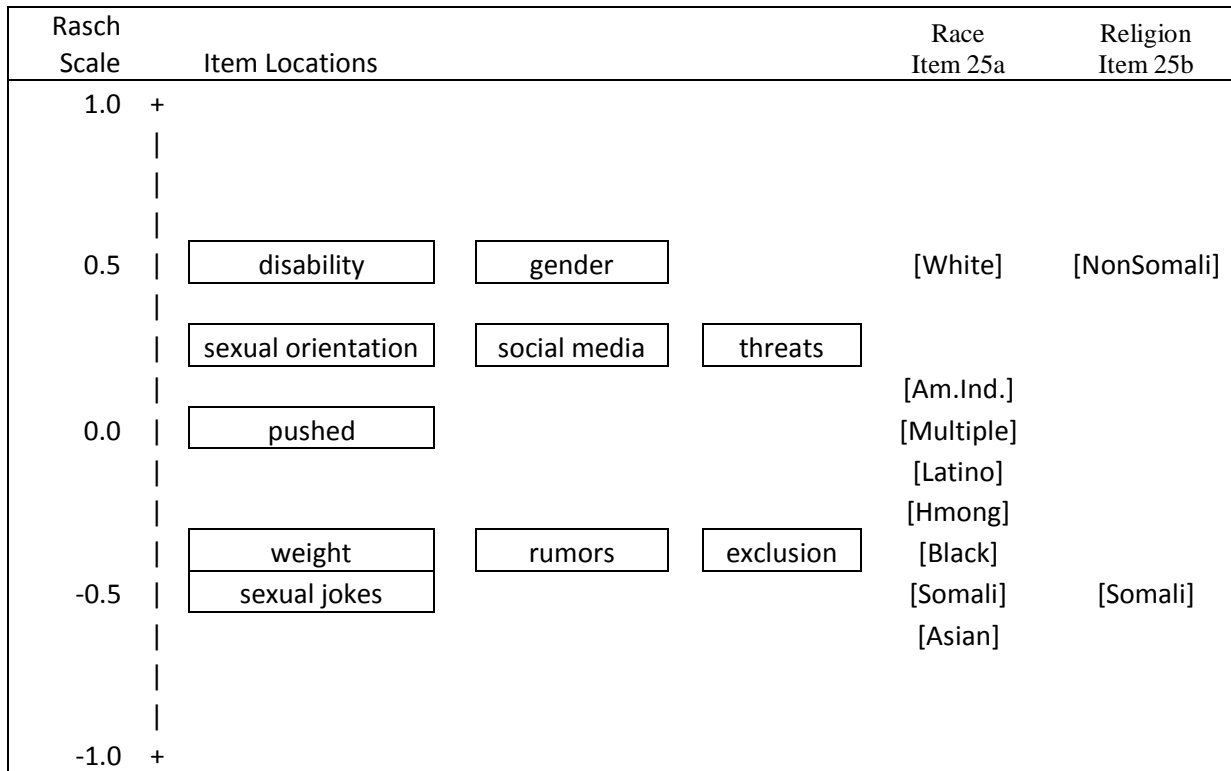 Rasch Race Religion
Scale Item Locations Item 25a Item 25b
1.0 +
|
|
|
0.5 | disability gender [White] [NonSomali]
|
| sexual orientation social media threats
| [Am.Ind.]
0.0 | pushed [Multiple]
| [Latino]
| [Hmong]
| weight rumors exclusion [Black]
-0.5 | sexual jokes [Somali] [Somali]
| [Asian]
|
|
-1.0 +